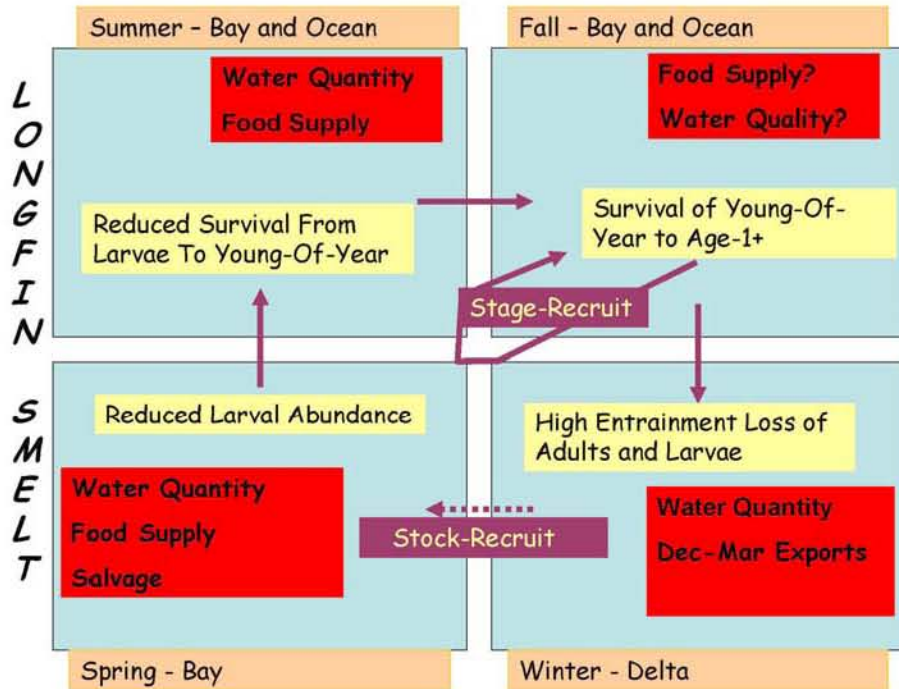 Summer – Bay and Ocean
Fall – Bay and Ocean
LONGFIN
SMELT
Water Quantity
Food Supply
Food Supply?
Water Quality?
Reduced Survival From
Larvae To Young-Of-Year
Survival of Young-Of-
Year to Age-1+
Stage-Recruit
Reduced Larval Abundance
High Entrainment Loss of
Adults and Larvae
Water Quantity
Food Supply
Salvage
Stock-Recruit
Water Quantity
Dec-Mar Exports
Spring - Bay
Winter - Delta